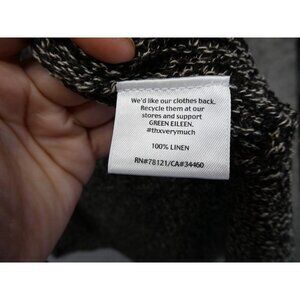 We'd like our clothes back.
Recycle them at our
stores and support
GREEN EILEEN.
#thxverymuch
100% LINEN
RN#78121/CA#34460